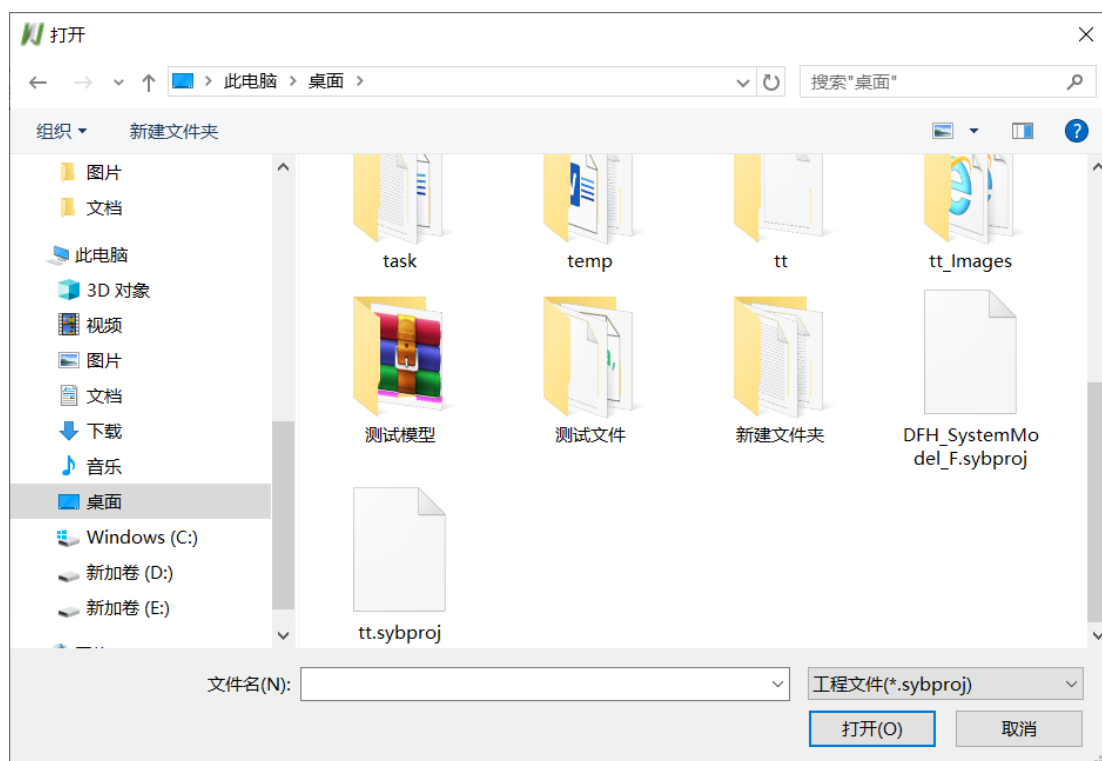 打开
此电脑 > 桌面 >
搜索"桌面"
组织
新建文件夹
图片
文档
此电脑
3D 对象
视频
图片
文档
下载
音乐
桌面
Windows (C:)
新加卷 (D:)
新加卷 (E:)
task
temp
tt
tt_Images
测试模型
测试文件
新建文件夹
DFH_SystemMo
del_F.sybproj
tt.sybproj
文件名(N):
工程文件(*.sybproj)
打开(O)
取消